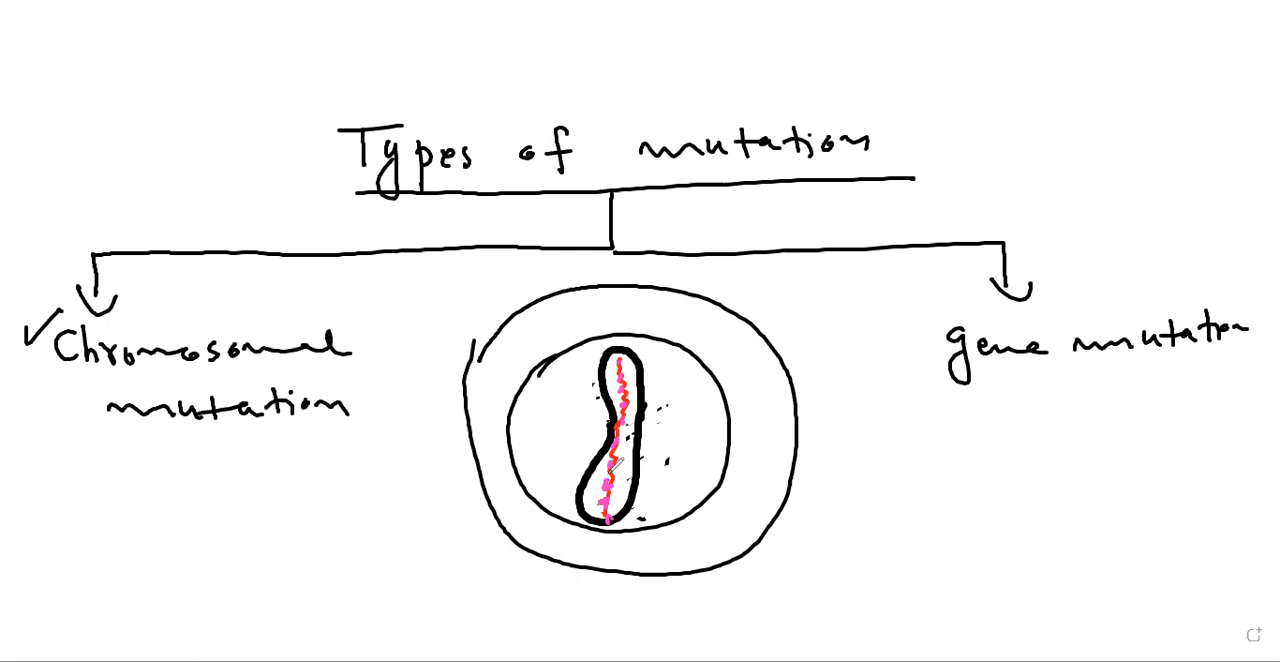 Types of mutation
Chromosomal
mutation
gene mutation